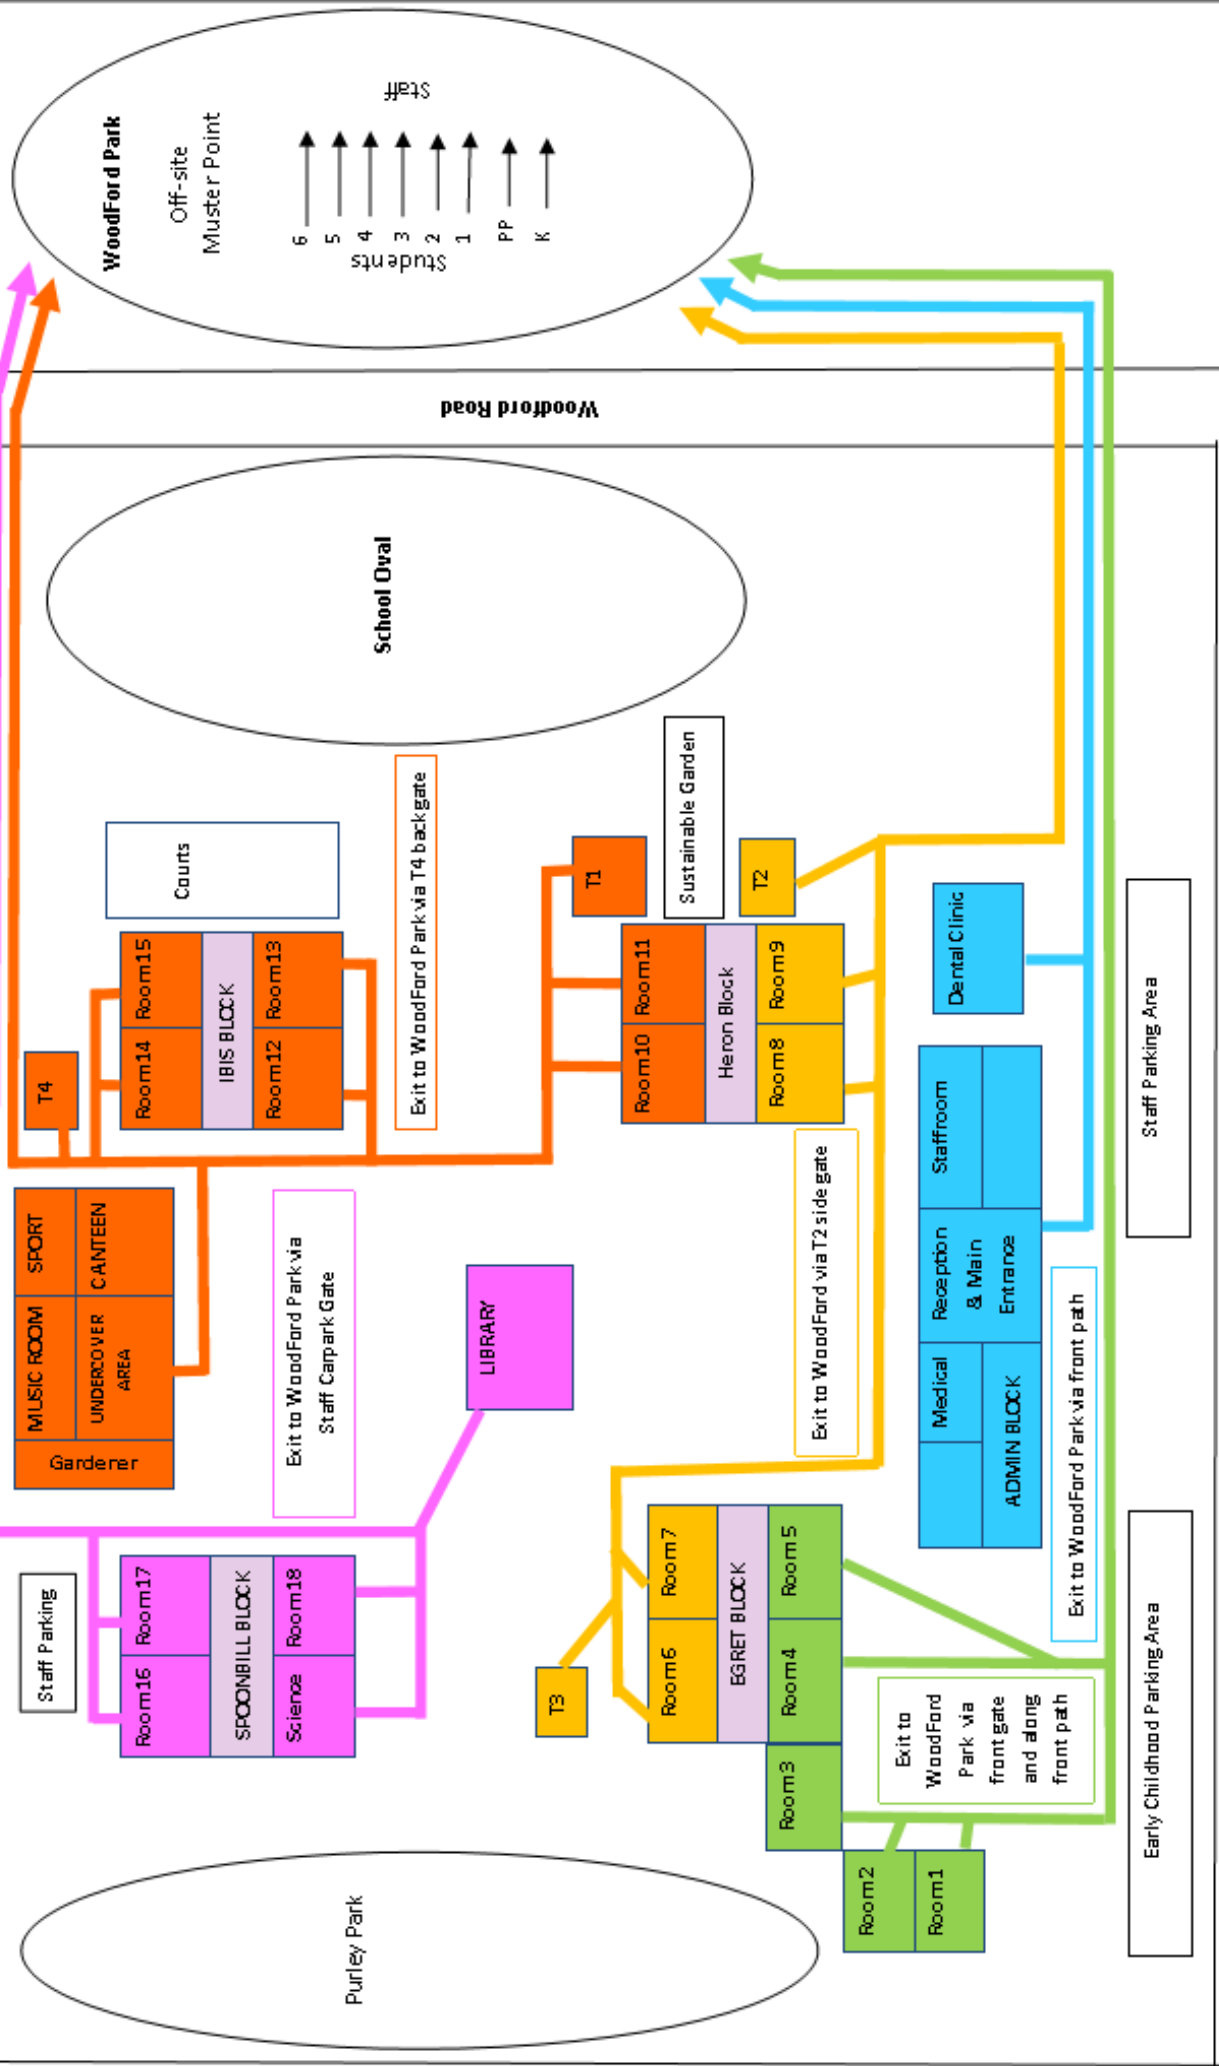 WoodFord Park
Off-site
Muster Point
Students
6
5
4
3
2
1
PP
K
Staff
Woodford Road
School Oval
Courts
Sustainable Garden
Exit to WoodFord Park via T4 back gate
T4
Room14
Room15
IBIS BLOCK
Room12
Room13
T1
Room10
Room11
Heron Block
Room8
Room9
T2
Dental Clinic
Staff Parking Area
MUSIC ROOM
SPORT
UNDERCOVER
AREA
CANTEEN
Gardener
Exit to WoodFord Park via
Staff Carpark Gate
LIBRARY
Exit to WoodFord via T2 side gate
Medical
Reception
& Main
Entrance
Staffroom
ADMIN BLOCK
Exit to WoodFord Park via front path
Staff Parking
Room16
Room17
SPOONBILL BLOCK
Science
Room18
T3
Room6
Room7
EGRET BLOCK
Room3
Room4
Room5
Exit to
WoodFord
Park via
front gate
and along
front path
Early Childhood Parking Area
Purley Park
Room2
Room1